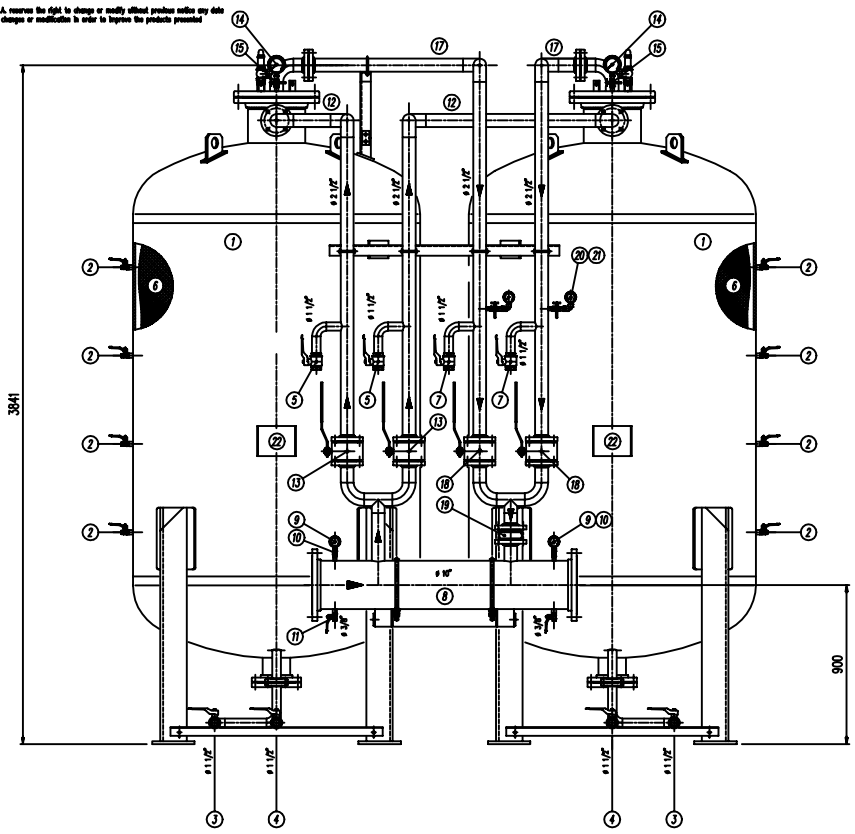 A. reserves the right to change or modify without previous notice any date
changes or modification in order to improve the products presented
14
15
17
17
14
15
12
12
ø 2 1/2"
ø 2 1/2"
ø 2 1/2"
ø 2 1/2"
1
1
2
2
6
6
20 21
ø 1 1/2"
ø 1 1/2"
ø 1 1/2"
ø 1 1/2"
2
2
3841
5
5
7
7
13
22
22
2
2
13
18
18
19
9
10
9 10
2
2
ø 10"
8
11
ø 3/8"
ø 3/8"
900
ø 1 1/2"
ø 1 1/2"
ø 1 1/2"
ø 1 1/2"
3
4
4
3